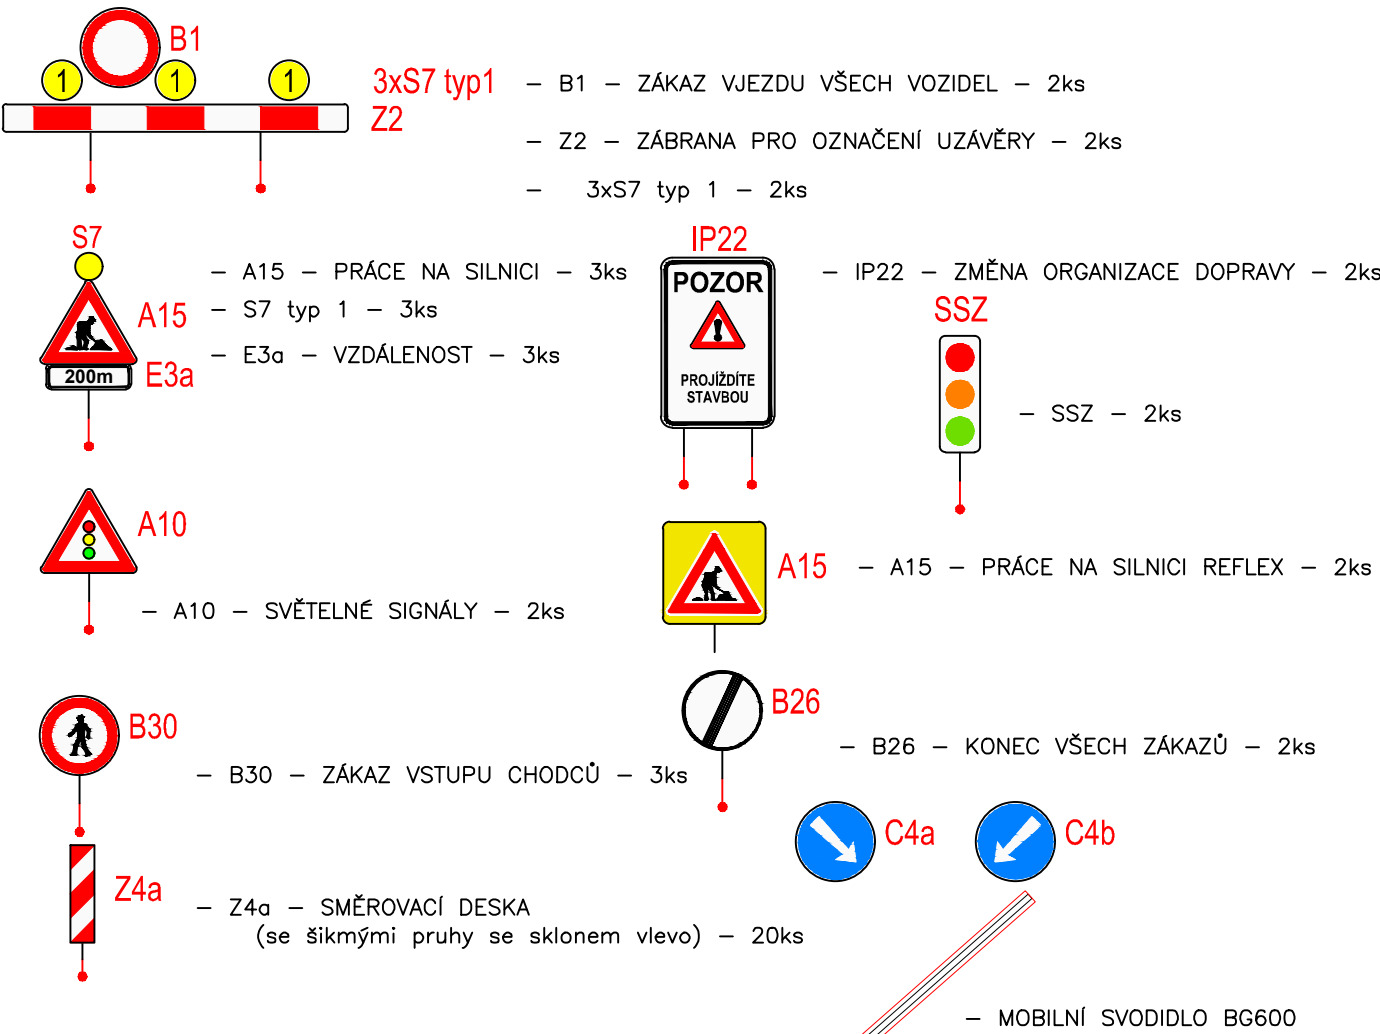 B1
1 1 1
3xS7 typ1
Z2
– B1 – ZÁKAZ VJEZDU VŠECH VOZIDEL – 2ks
– Z2 – ZÁBRANA PRO OZNAČENÍ UZÁVĚRY – 2ks
– 3xS7 typ 1 – 2ks
S7
A15
200m
E3a
– A15 – PRÁCE NA SILNICI – 3ks
– S7 typ 1 – 3ks
– E3a – VZDÁLENOST – 3ks
IP22
POZOR
PROJÍŽDÍTE
STAVBOU
– IP22 – ZMĚNA ORGANIZACE DOPRAVY – 2ks
SSZ
– SSZ – 2ks
A10
– A10 – SVĚTELNÉ SIGNÁLY – 2ks
A15
– A15 – PRÁCE NA SILNICI REFLEX – 2ks
B30
– B30 – ZÁKAZ VSTUPU CHODCŮ – 3ks
B26
– B26 – KONEC VŠECH ZÁKAZŮ – 2ks
C4a
C4b
Z4a
– Z4a – SMĚROVACÍ DESKA
(se šikmými pruhy se sklonem vlevo) – 20ks
– MOBILNÍ SVODIDLO BG600